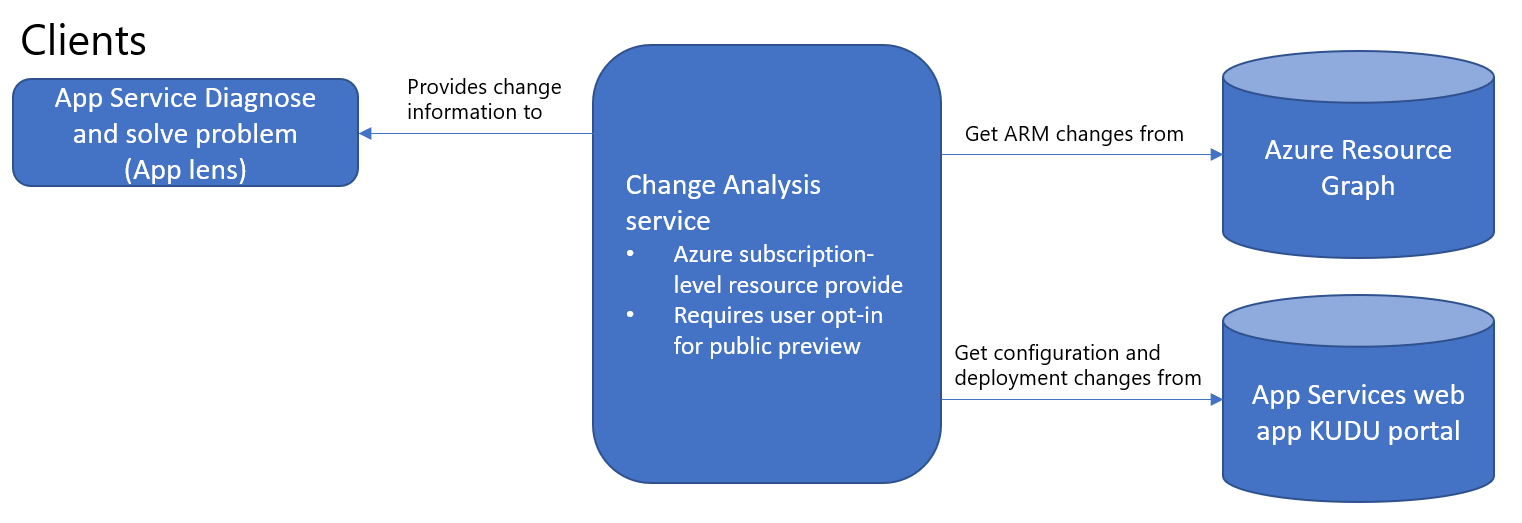 Clients
App Service Diagnose
and solve problem
(App lens)
Provides change
information to
Change Analysis
service
• Azure subscription-
level resource provide
• Requires user opt-in
for public preview
Get ARM changes from
Azure Resource
Graph
Get configuration and
deployment changes from
App Services web
app KUDU portal